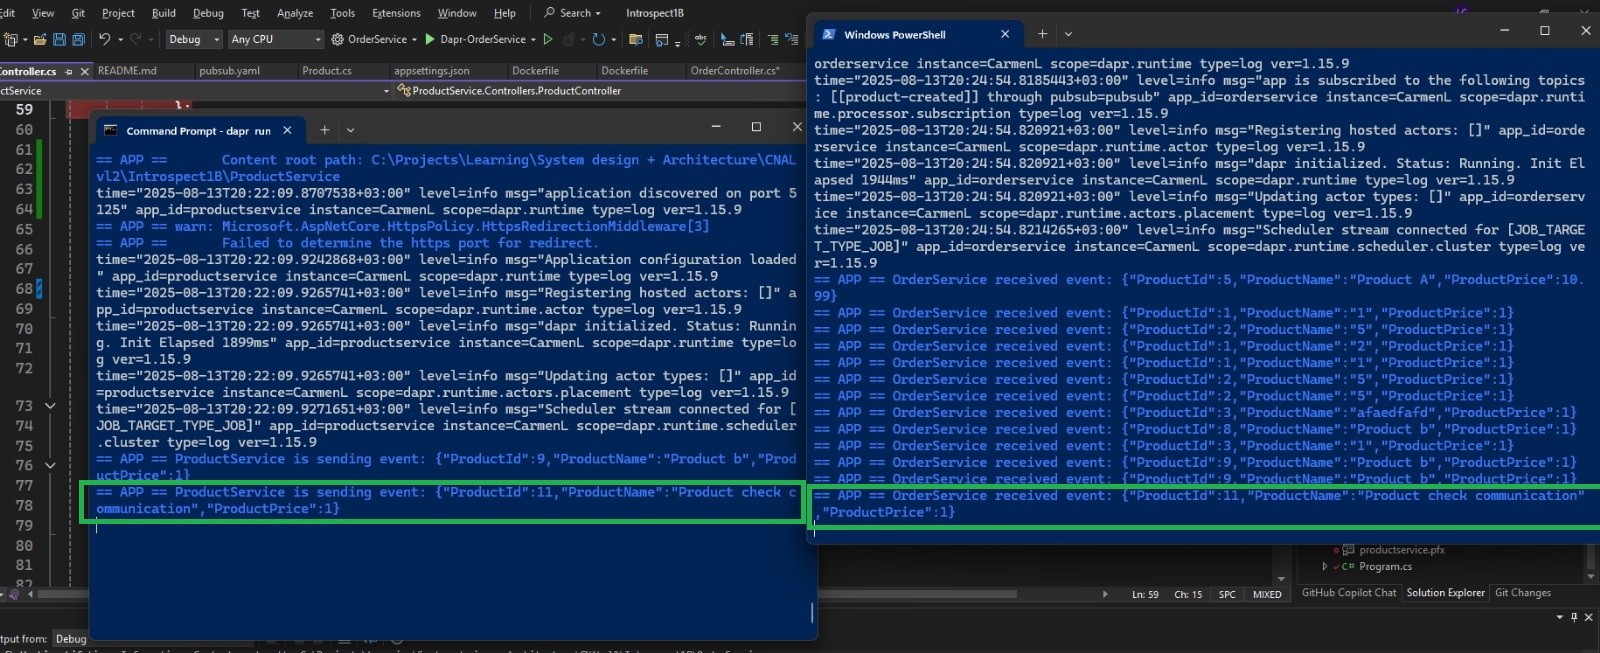 Edit View Git Project Build Debug Test Analyze Tools Extensions Window Help Search Introspect1B
Debug Any CPU OrderService Dapr-OrderService
Controller.cs README.md pubsub.yaml Product.cs appsettings.json Dockerfile Dockerfile OrderController.cs*
ctService ProductService.Controllers.ProductController
59 };
60
61
62
63
64
65
66
67
68
69
70
71
72
73
74
75
76
77
78
79
80
81
82
Command Prompt - dapr run
== APP == Content root path: C:\Projects\Learning\System design + Architecture\CNAL
vl2\Introspect1B\ProductService
time="2025-08-13T20:22:09.8707538+03:00" level=info msg="application discovered on port 5
125" app_id=productservice instance=CarmenL scope=dapr.runtime type=log ver=1.15.9
== APP == warn: Microsoft.AspNetCore.HttpsPolicy.HttpsRedirectionMiddleware[3]
== APP == Failed to determine the https port for redirect.
time="2025-08-13T20:22:09.9242868+03:00" level=info msg="Application configuration loaded
" app_id=productservice instance=CarmenL scope=dapr.runtime type=log ver=1.15.9
time="2025-08-13T20:22:09.9265741+03:00" level=info msg="Registering hosted actors: []" a
pp_id=productservice instance=CarmenL scope=dapr.runtime.actor type=log ver=1.15.9
time="2025-08-13T20:22:09.9265741+03:00" level=info msg="dapr initialized. Status: Runnin
g. Init Elapsed 1899ms" app_id=productservice instance=CarmenL scope=dapr.runtime type=lo
g ver=1.15.9
time="2025-08-13T20:22:09.9265741+03:00" level=info msg="Updating actor types: []" app_id
=productservice instance=CarmenL scope=dapr.runtime.actors.placement type=log ver=1.15.9
time="2025-08-13T20:22:09.9271651+03:00" level=info msg="Scheduler stream connected for [
JOB_TARGET_TYPE_JOB]" app_id=productservice instance=CarmenL scope=dapr.runtime.scheduler
.cluster type=log ver=1.15.9
== APP == ProductService is sending event: {"ProductId":9,"ProductName":"Product b","Prod
uctPrice":1}
== APP == ProductService is sending event: {"ProductId":11,"ProductName":"Product check c
ommunication","ProductPrice":1}
Windows PowerShell
orderservice instance=CarmenL scope=dapr.runtime type=log ver=1.15.9
time="2025-08-13T20:24:54.8185443+03:00" level=info msg="app is subscribed to the following topics
: [[product-created]] through pubsub=pubsub" app_id=orderservice instance=CarmenL scope=dapr.runti
me.processor.subscription type=log ver=1.15.9
time="2025-08-13T20:24:54.820921+03:00" level=info msg="Registering hosted actors: []" app_id=orde
rservice instance=CarmenL scope=dapr.runtime.actor type=log ver=1.15.9
time="2025-08-13T20:24:54.820921+03:00" level=info msg="dapr initialized. Status: Running. Init El
apsed 1944ms" app_id=orderservice instance=CarmenL scope=dapr.runtime type=log ver=1.15.9
time="2025-08-13T20:24:54.820921+03:00" level=info msg="Updating actor types: []" app_id=orderserv
ice instance=CarmenL scope=dapr.runtime.actors.placement type=log ver=1.15.9
time="2025-08-13T20:24:54.8214265+03:00" level=info msg="Scheduler stream connected for [JOB_TARGE
T_TYPE_JOB]" app_id=orderservice instance=CarmenL scope=dapr.runtime.scheduler.cluster type=log ve
r=1.15.9
== APP == OrderService received event: {"ProductId":5,"ProductName":"Product A","ProductPrice":10.
99}
== APP == OrderService received event: {"ProductId":1,"ProductName":"1","ProductPrice":1}
== APP == OrderService received event: {"ProductId":2,"ProductName":"5","ProductPrice":1}
== APP == OrderService received event: {"ProductId":1,"ProductName":"2","ProductPrice":1}
== APP == OrderService received event: {"ProductId":1,"ProductName":"1","ProductPrice":1}
== APP == OrderService received event: {"ProductId":2,"ProductName":"5","ProductPrice":1}
== APP == OrderService received event: {"ProductId":2,"ProductName":"5","ProductPrice":1}
== APP == OrderService received event: {"ProductId":3,"ProductName":"afaedfafd","ProductPrice":1}
== APP == OrderService received event: {"ProductId":8,"ProductName":"Product b","ProductPrice":1}
== APP == OrderService received event: {"ProductId":3,"ProductName":"1","ProductPrice":1}
== APP == OrderService received event: {"ProductId":9,"ProductName":"Product b","ProductPrice":1}
== APP == OrderService received event: {"ProductId":9,"ProductName":"Product b","ProductPrice":1}
== APP == OrderService received event: {"ProductId":11,"ProductName":"Product check communication"
,"ProductPrice":1}
productservice.pfx
C# Program.cs
Ln: 59 Ch: 15 SPC MIXED GitHub Copilot Chat Solution Explorer Git Changes
tput from: Debug